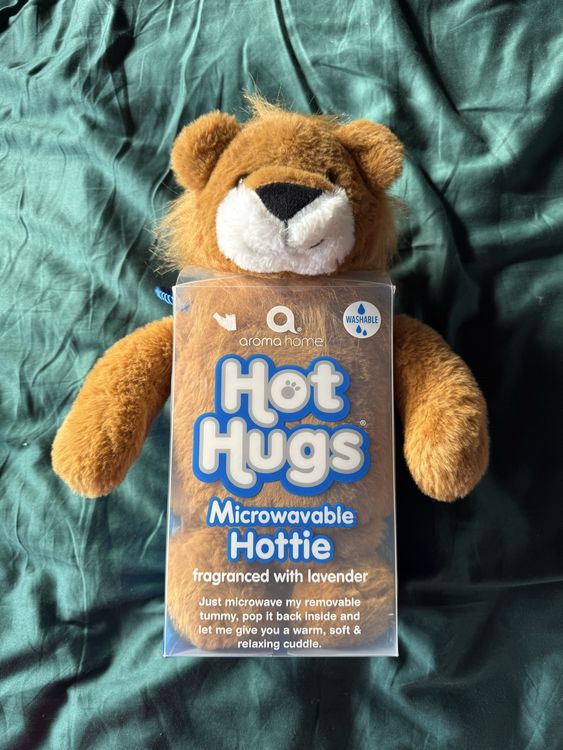 WASHABLE
a®
aroma home
Hot
Hugs®
Microwavable
Hottie
fragranced with lavender
Just microwave my removable
tummy, pop it back inside and
let me give you a warm, soft &
relaxing cuddle.